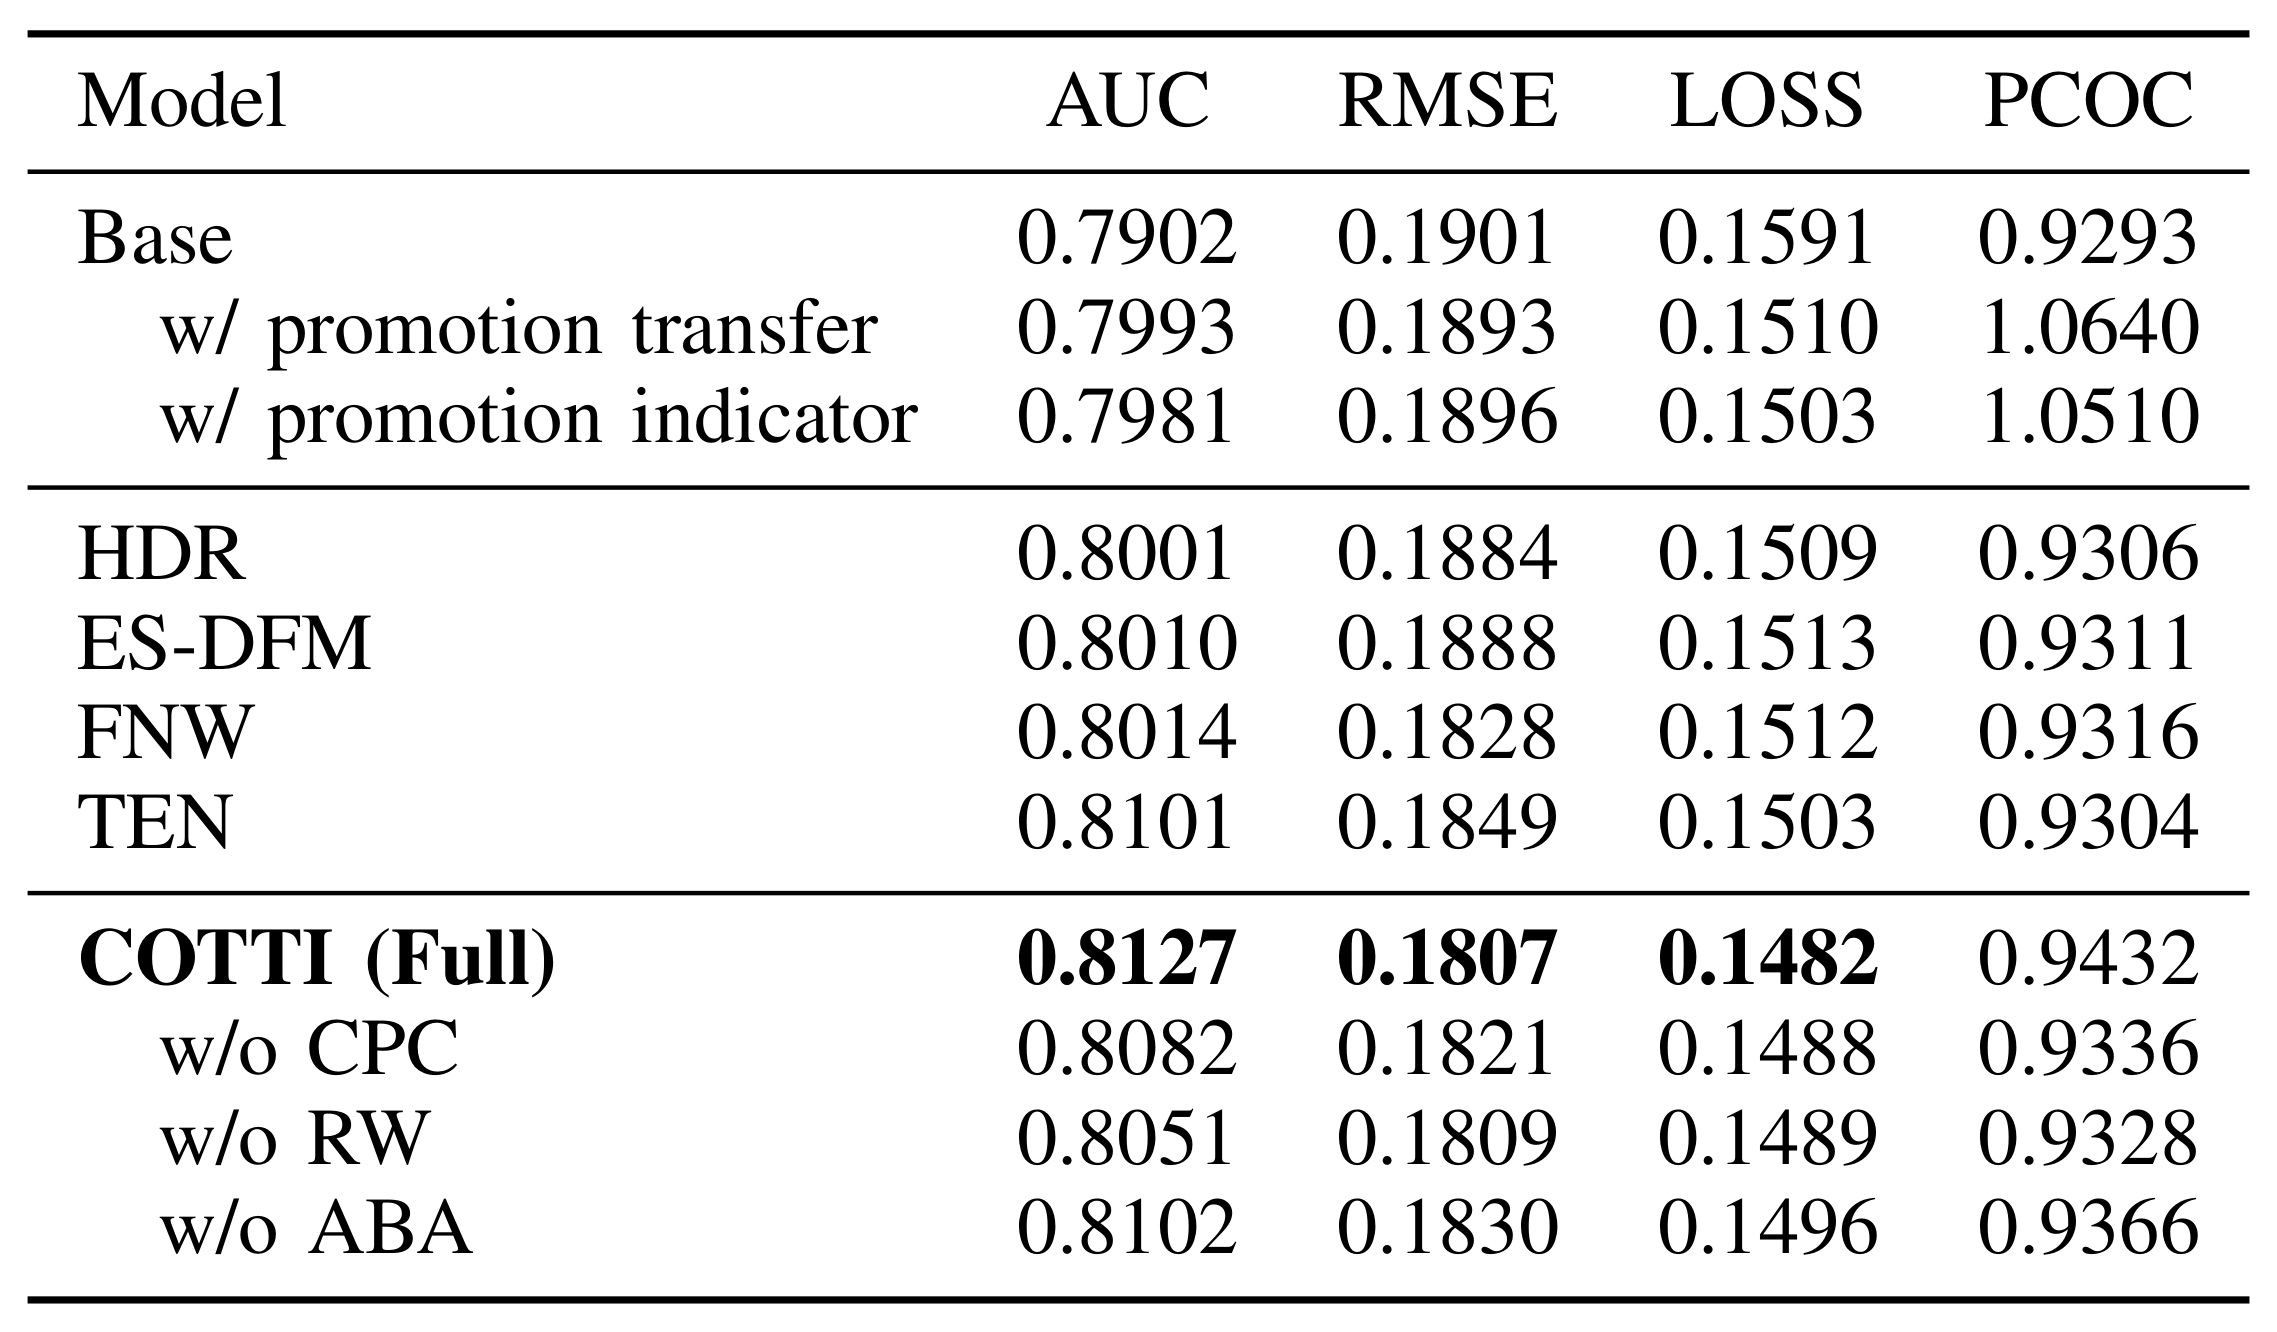 Model AUC RMSE LOSS PCOC
Base 0.7902 0.1901 0.1591 0.9293
w/ promotion transfer 0.7993 0.1893 0.1510 1.0640
w/ promotion indicator 0.7981 0.1896 0.1503 1.0510
HDR 0.8001 0.1884 0.1509 0.9306
ES-DFM 0.8010 0.1888 0.1513 0.9311
FNW 0.8014 0.1828 0.1512 0.9316
TEN 0.8101 0.1849 0.1503 0.9304
COTTI (Full) 0.8127 0.1807 0.1482 0.9432
w/o CPC 0.8082 0.1821 0.1488 0.9336
w/o RW 0.8051 0.1809 0.1489 0.9328
w/o ABA 0.8102 0.1830 0.1496 0.9366